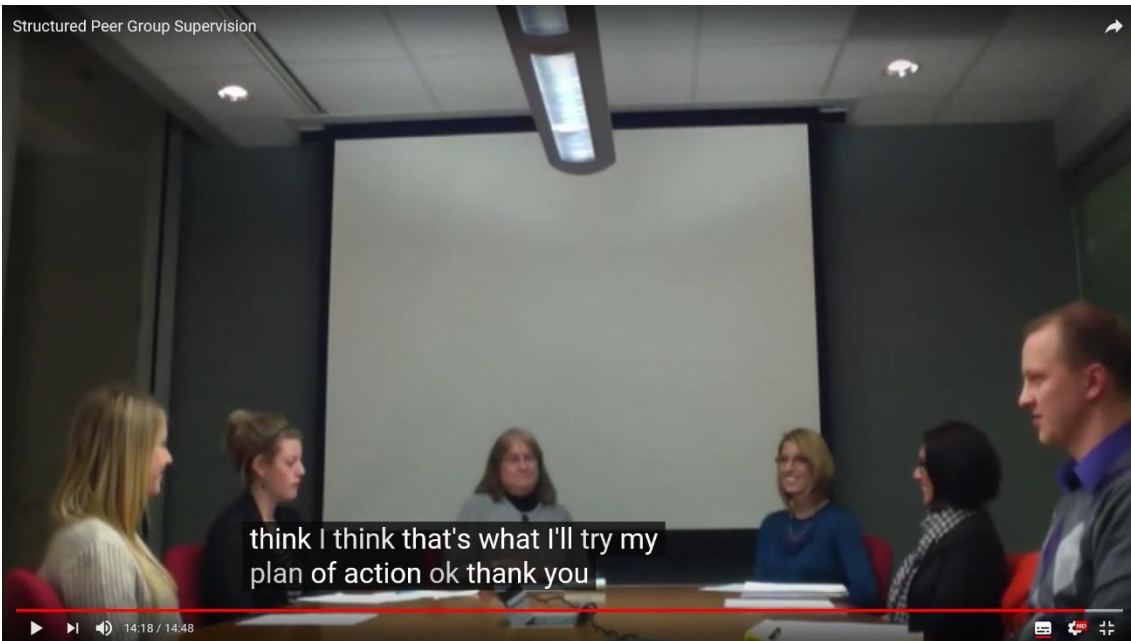 Structured Peer Group Supervision
think I think that's what I'll try my
plan of action ok thank you
14:18 / 14:48
HD